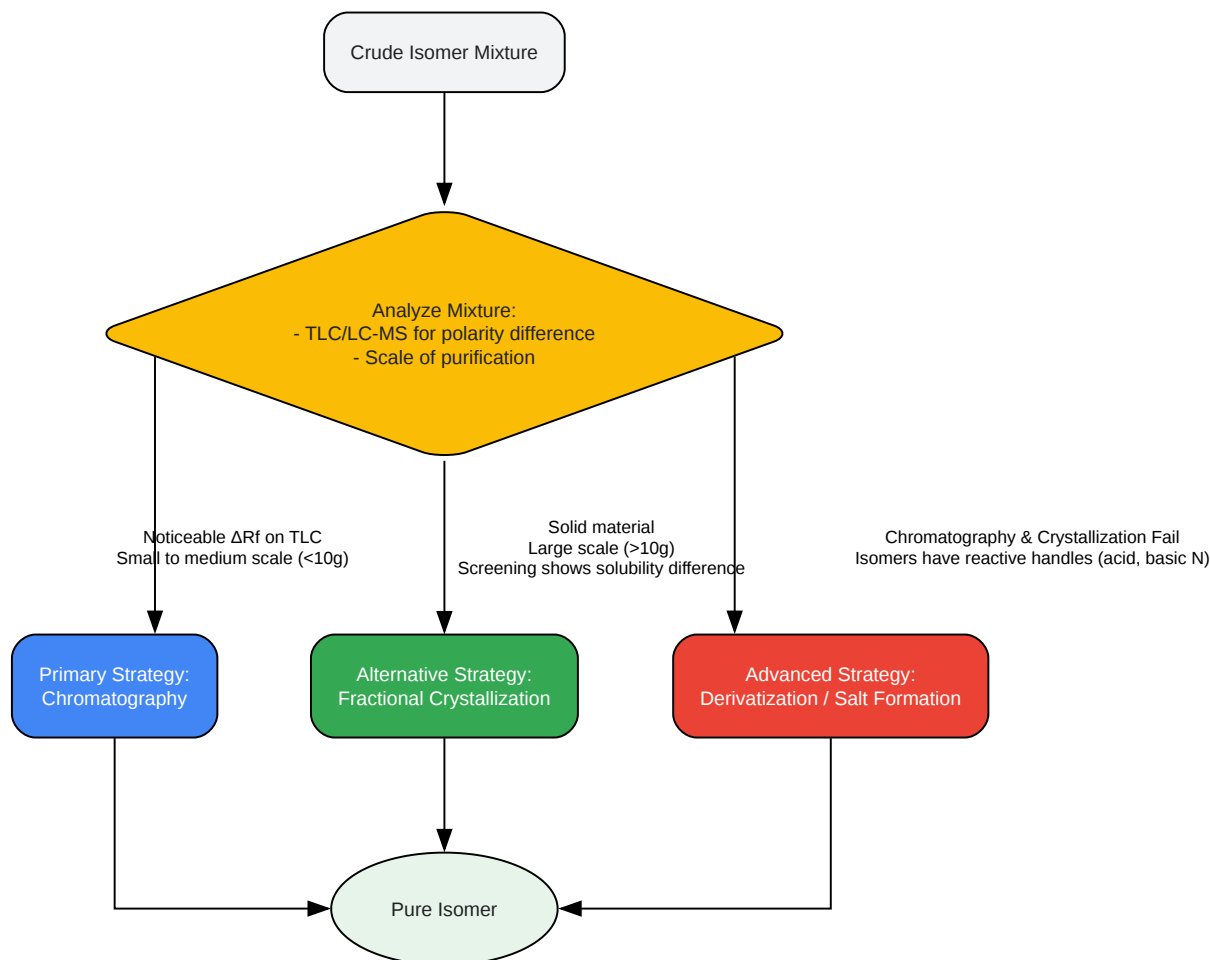 Crude Isomer Mixture
Analyze Mixture:
- TLC/LC-MS for polarity difference
- Scale of purification
Noticeable ΔRf on TLC
Small to medium scale (<10g)
Solid material
Large scale (>10g)
Screening shows solubility difference
Chromatography & Crystallization Fail
Isomers have reactive handles (acid, basic N)
Primary Strategy:
Chromatography
Alternative Strategy:
Fractional Crystallization
Advanced Strategy:
Derivatization / Salt Formation
Pure Isomer